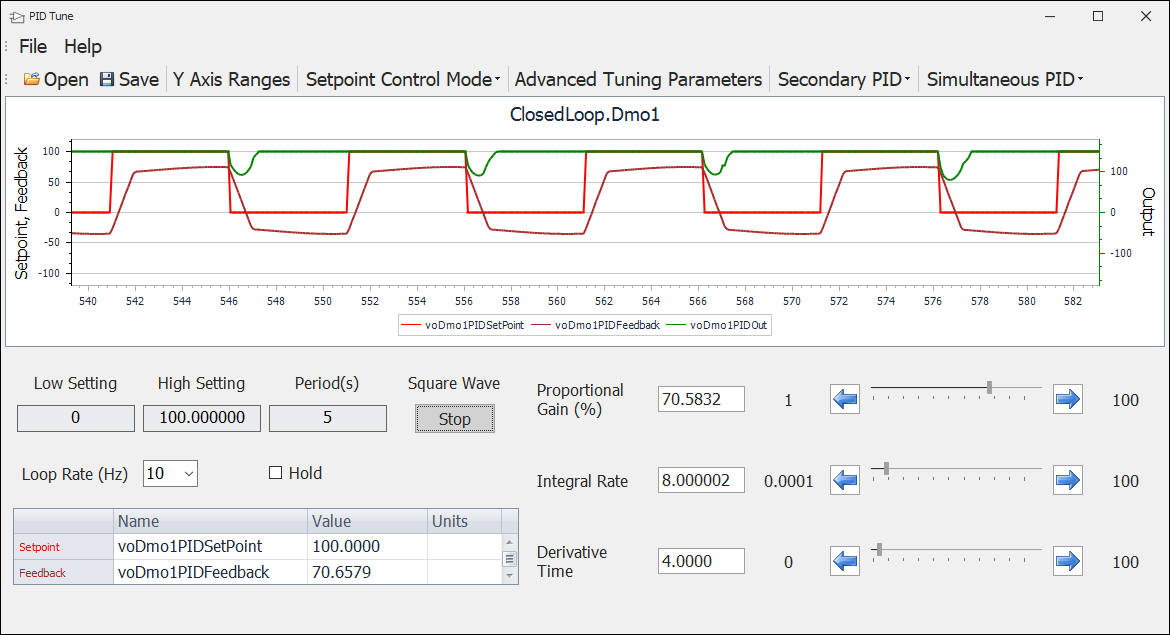 PID Tune
File Help
Open Save Y Axis Ranges Setpoint Control Mode Advanced Tuning Parameters Secondary PID Simultaneous PID
ClosedLoop.Dmo1
Setpoint, Feedback
100
50
0
-50
-100
100
0
-100
Output
540 542 544 546 548 550 552 554 556 558 560 562 564 566 568 570 572 574 576 578 580 582
voDmo1PIDSetPoint voDmo1PIDFeedback voDmo1PIDOut
Low Setting High Setting Period(s) Square Wave
0 100.000000 5 Stop
Loop Rate (Hz) 10 Hold
Name Value Units
Setpoint voDmo1PIDSetPoint 100.0000
Feedback voDmo1PIDFeedback 70.6579
Proportional
Gain (%) 70.5832 1 100
Integral Rate 8.000002 0.0001 100
Derivative
Time 4.0000 0 100